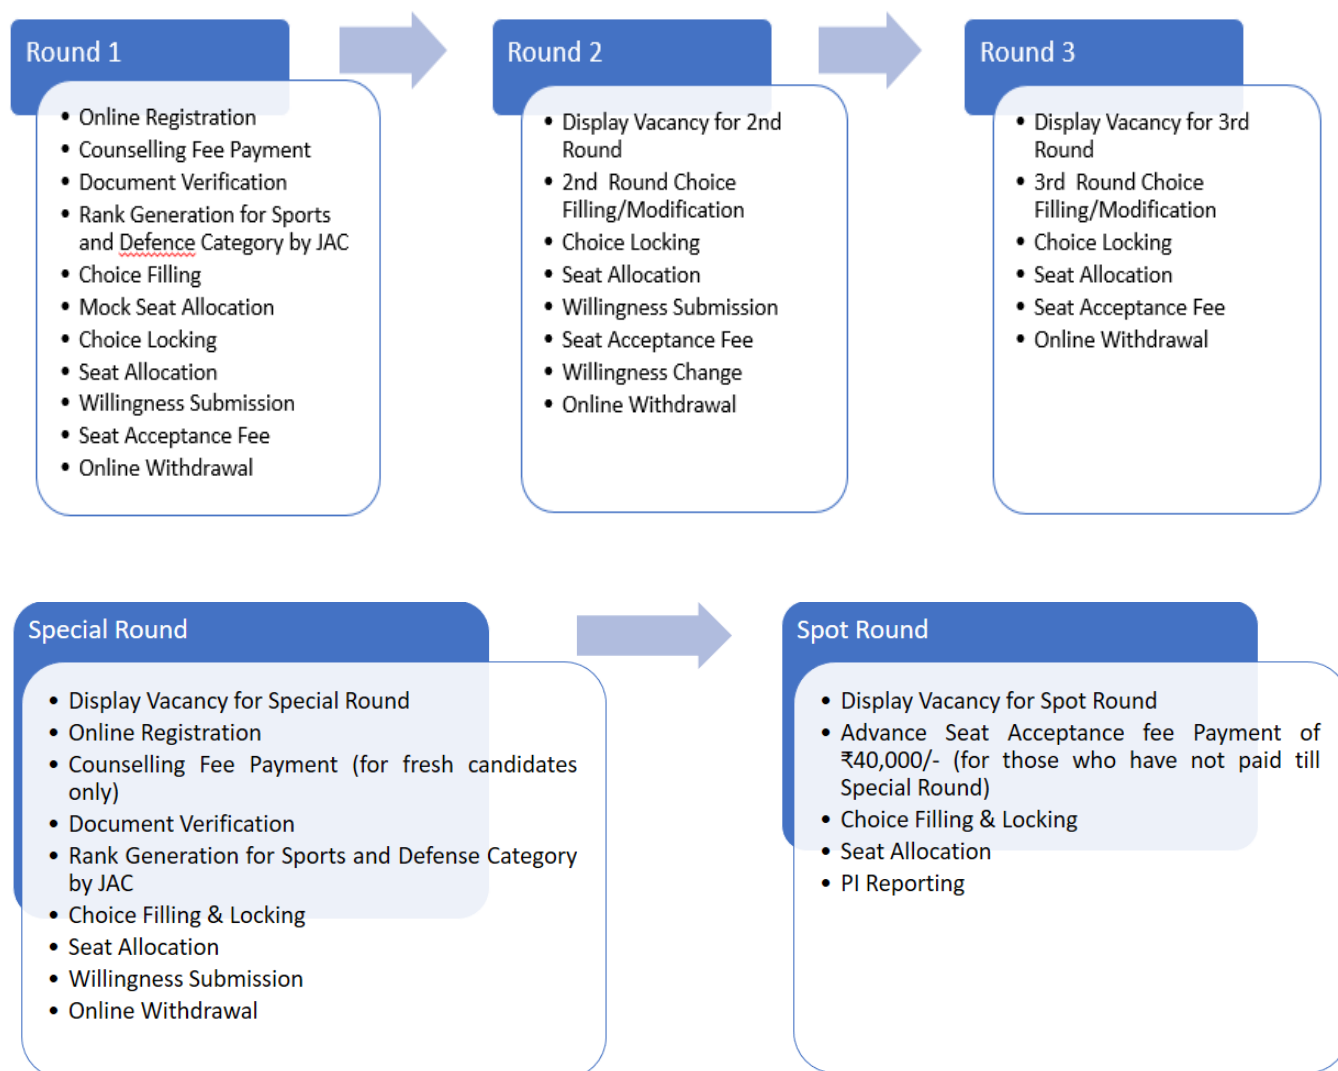 Round 1
• Online Registration
• Counselling Fee Payment
• Document Verification
• Rank Generation for Sports
and Defence Category by JAC
• Choice Filling
• Mock Seat Allocation
• Choice Locking
• Seat Allocation
• Willingness Submission
• Seat Acceptance Fee
• Online Withdrawal
Round 2
• Display Vacancy for 2nd
Round
• 2nd Round Choice
Filling/Modification
• Choice Locking
• Seat Allocation
• Willingness Submission
• Seat Acceptance Fee
• Willingness Change
• Online Withdrawal
Round 3
• Display Vacancy for 3rd
Round
• 3rd Round Choice
Filling/Modification
• Choice Locking
• Seat Allocation
• Seat Acceptance Fee
• Online Withdrawal
Special Round
• Display Vacancy for Special Round
• Online Registration
• Counselling Fee Payment (for fresh candidates
only)
• Document Verification
• Rank Generation for Sports and Defense Category
by JAC
• Choice Filling & Locking
• Seat Allocation
• Willingness Submission
• Online Withdrawal
Spot Round
• Display Vacancy for Spot Round
• Advance Seat Acceptance fee Payment of
₹40,000/- (for those who have not paid till
Special Round)
• Choice Filling & Locking
• Seat Allocation
• PI Reporting